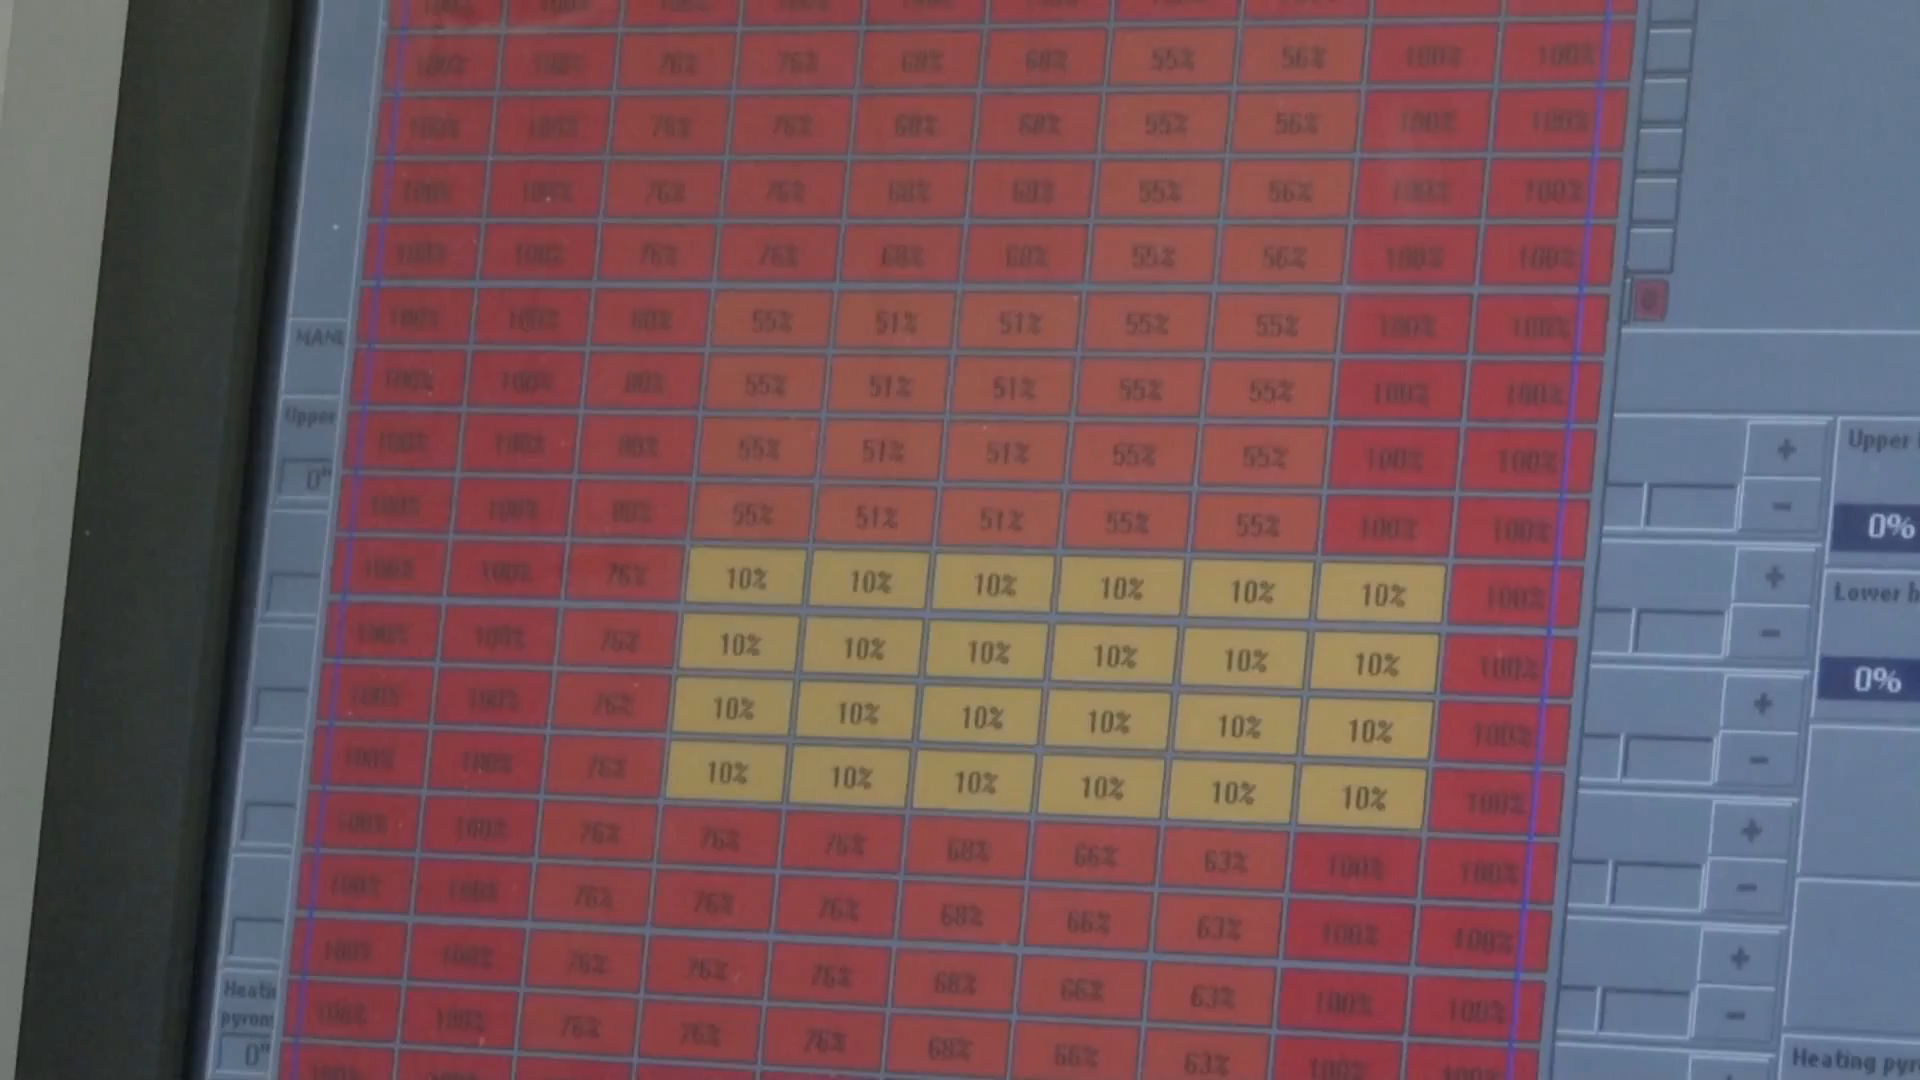 100% 100% 76% 76% 68% 68% 55% 56% 100% 100%
100% 100% 76% 76% 68% 68% 55% 56% 100% 100%
100% 100% 76% 76% 68% 68% 55% 56% 100% 100%
100% 100% 76% 76% 68% 68% 55% 56% 100% 100%
100% 100% 80% 55% 51% 51% 55% 55% 100% 100%
MANU
100% 100% 80% 55% 51% 51% 55% 55% 100% 100%
Upper
100% 100% 80% 55% 51% 51% 55% 55% 100% 100% + Upper
0"
100% 100% 80% 55% 51% 51% 55% 55% 100% 100% - 0%
100% 100% 76% 10% 10% 10% 10% 10% 10% 100% + Lower h
100% 100% 76% 10% 10% 10% 10% 10% 10% 100% - 0%
100% 100% 76% 10% 10% 10% 10% 10% 10% 100% +
100% 100% 76% 10% 10% 10% 10% 10% 10% 100% -
100% 100% 76% 76% 76% 68% 66% 63% 100% 100% +
100% 100% 76% 76% 76% 68% 66% 63% 100% 100% -
100% 100% 76% 76% 76% 68% 66% 63% 100% 100% +
Heati
pyrom
100% 100% 76% 76% 76% 68% 66% 63% 100% 100% -
0"
100% 100% 100% 100%
Heating pyr